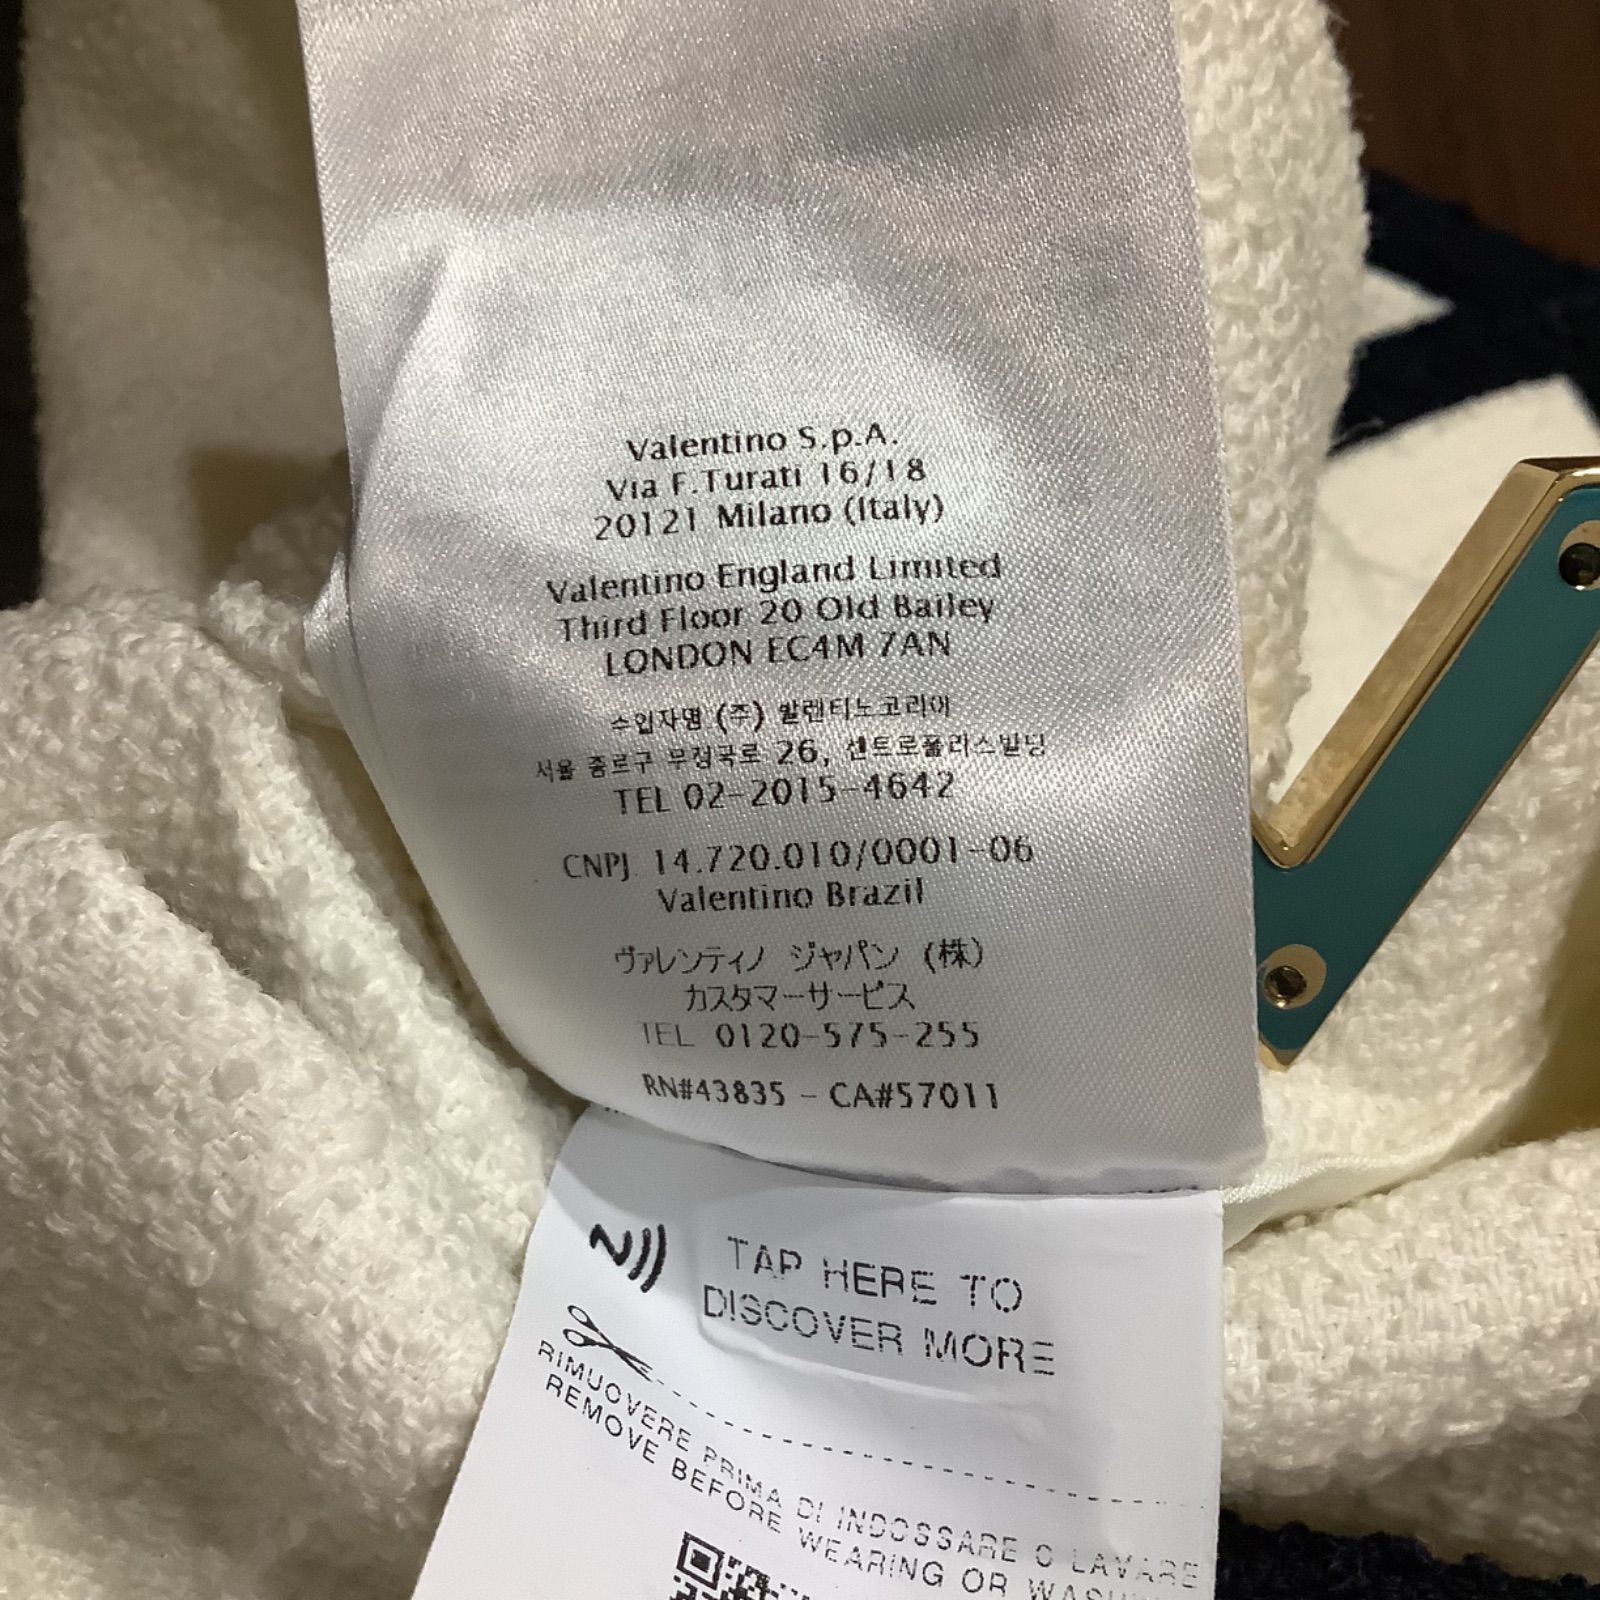 Valentino S.p.A.
Via F.Turati 16/18
20121 Milano (Italy)
Valentino England Limited
Third Floor 20 Old Bailey
LONDON EC4M 7AN
수입자명 (주) 발렌티노코리아
서울 종로구 우정국로 26, 센트로폴리스빌딩
TEL 02-2015-4642
CNPJ 14.720.010/0001-06
Valentino Brazil
ヴァレンティノ ジャパン (株)
カスタマーサービス
TEL 0120-575-255
RN#43835 - CA#57011
TAP HERE TO
DISCOVER MORE
RIMUOVERE PRIMA DI INDOSSARE O LAVARE
REMOVE BEFORE WEARING OR